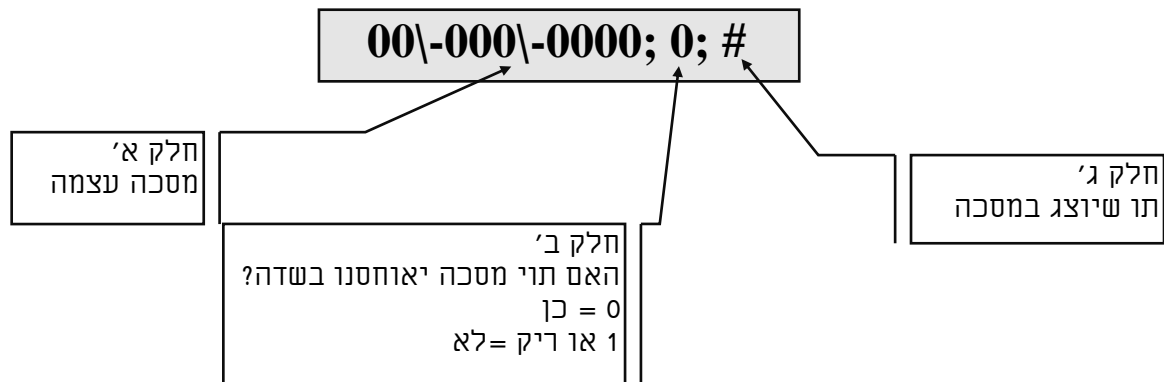 00\-000\-0000; 0; #
חלק א׳
מסכה עצמה
חלק ב׳
האם תוי מסכה יאוחסנו בשדה?
0 = כן
1 או ריק =לא
חלק ג׳
תו שיוצג במסכה